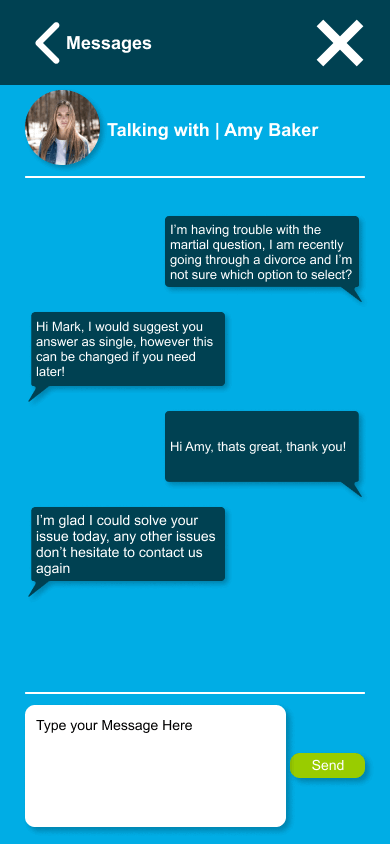 Messages
Talking with | Amy Baker
I'm having trouble with the
martial question, I am recently
going through a divorce and I'm
not sure which option to select?
Hi Mark, I would suggest you
answer as single, however this
can be changed if you need
later!
Hi Amy, thats great, thank you!
I'm glad I could solve your
issue today, any other issues
don't hesitate to contact us
again
Type your Message Here
Send